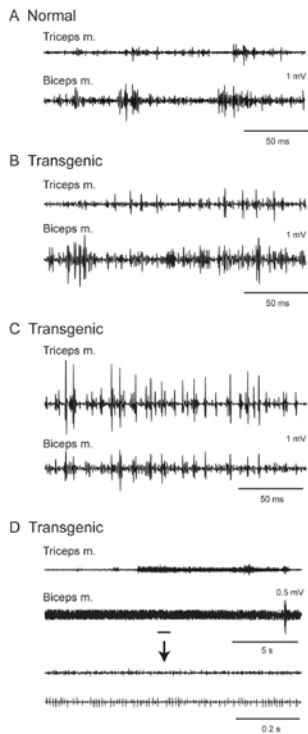 A Normal
Triceps m.
Biceps m.
1 mV
50 ms
B Transgenic
Triceps m.
Biceps m.
1 mV
50 ms
C Transgenic
Triceps m.
Biceps m.
1 mV
50 ms
D Transgenic
Triceps m.
Biceps m.
0.5 mV
5 s
0.2 s